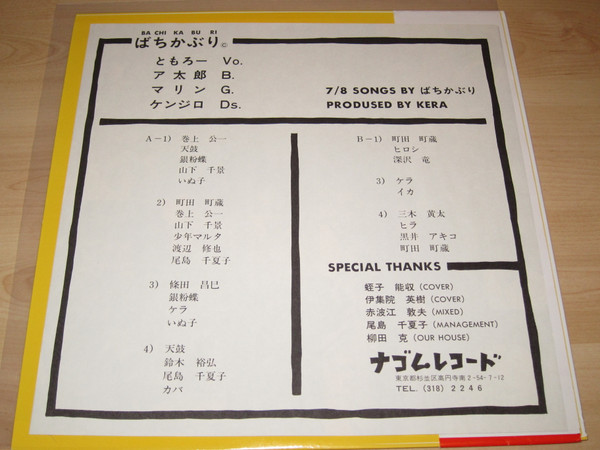 BA CHI KA BU RI
ばちかぶり©
ともろー Vo.
ア太郎 B.
マリン G.
ケンジロ Ds.
7/8 SONGS BY ばちかぶり
PRODUSED BY KERA
A-1) 巻上 公一
天鼓
銀粉蝶
山下 千景
いぬ子
2) 町田 町蔵
巻上 公一
山下 千景
少年マルタ
渡辺 修也
尾島 千夏子
3) 條田 昌巳
銀粉蝶
ケラ
いぬ子
4) 天鼓
鈴木 裕弘
尾島 千夏子
カバ
B-1) 町田 町蔵
ヒロシ
深沢 竜
3) ケラ
イカ
4) 三木 黄太
ヒラ
黒井 アキコ
町田 町蔵
SPECIAL THANKS
蛭子 能収 (COVER)
伊集院 英樹 (COVER)
赤波江 敦夫 (MIXED)
尾島 千夏子 (MANAGEMENT)
柳田 克 (OUR HOUSE)
ナゴムレコード
東京都杉並区高円寺南2-54-7-12
TEL. (318) 2246